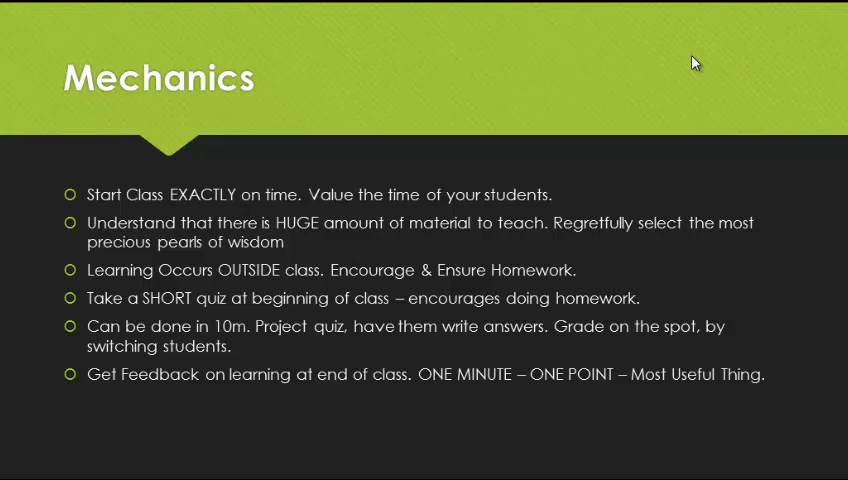 Mechanics
Start Class EXACTLY on time. Value the time of your students.
Understand that there is HUGE amount of material to teach. Regretfully select the most
precious pearls of wisdom
Learning Occurs OUTSIDE class. Encourage & Ensure Homework.
Take a SHORT quiz at beginning of class – encourages doing homework.
Can be done in 10m. Project quiz, have them write answers. Grade on the spot, by
switching students.
Get Feedback on learning at end of class. ONE MINUTE – ONE POINT – Most Useful Thing.